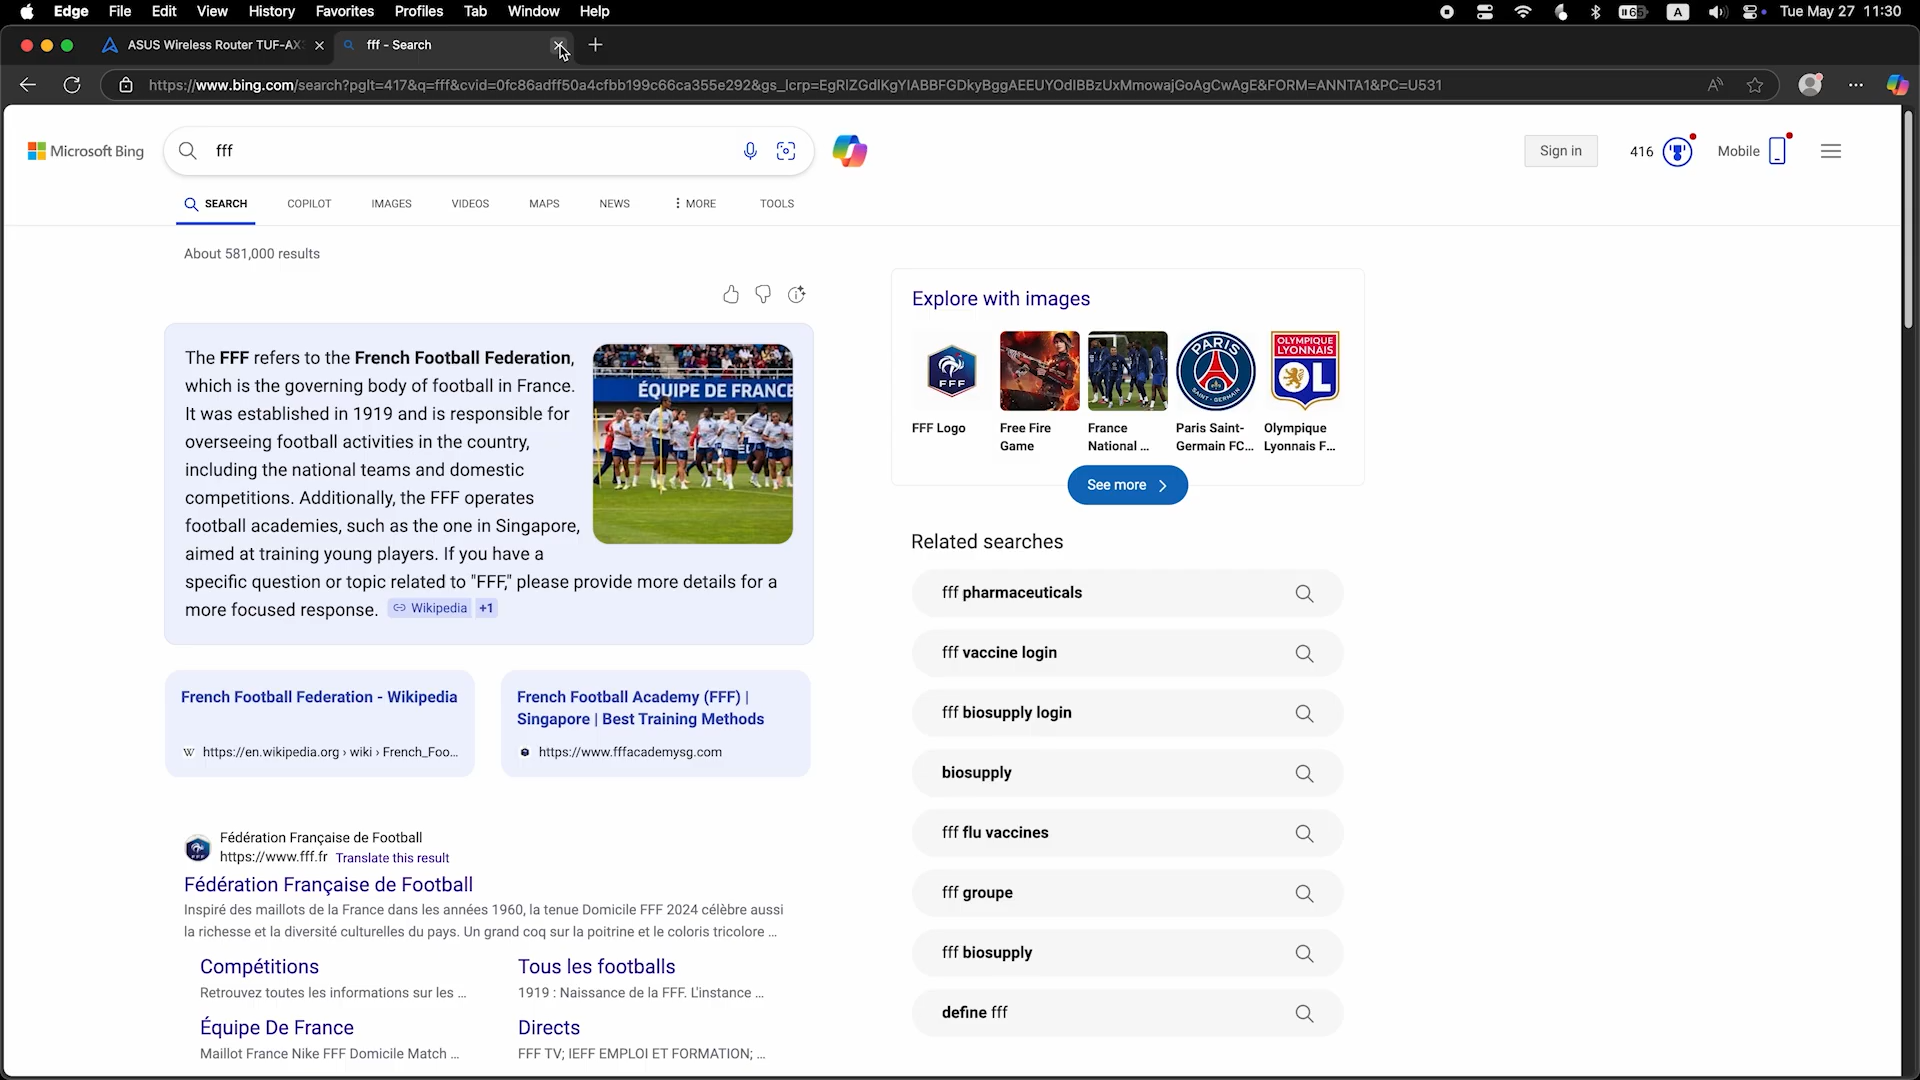 Edge File Edit View History Favorites Profiles Tab Window Help
65 A Tue May 27 11:30
ASUS Wireless Router TUF-AX
fff - Search
https://www.bing.com/search?pglt=417&q=fff&cvid=0fc86adff50a4cfbb199c66ca355e292&gs_lcrp=EgRlZGdlKgYIABBFGDkyBggAEEUYOdIBBzUxMmowajGoAgCwAgE&FORM=ANNTA1&PC=U531
Microsoft Bing
fff
Sign in
416
Mobile
SEARCH COPILOT IMAGES VIDEOS MAPS NEWS MORE TOOLS
About 581,000 results
The FFF refers to the French Football Federation,
which is the governing body of football in France.
It was established in 1919 and is responsible for
overseeing football activities in the country,
including the national teams and domestic
competitions. Additionally, the FFF operates
football academies, such as the one in Singapore,
aimed at training young players. If you have a
specific question or topic related to "FFF," please provide more details for a
more focused response. Wikipedia +1
ÉQUIPE DE FRANCE
French Football Federation - Wikipedia
W https://en.wikipedia.org › wiki › French_Foo...
French Football Academy (FFF) |
Singapore | Best Training Methods
https://www.fffacademysg.com
FFF
Fédération Française de Football
https://www.fff.fr Translate this result
Fédération Française de Football
Inspiré des maillots de la France dans les années 1960, la tenue Domicile FFF 2024 célèbre aussi
la richesse et la diversité culturelles du pays. Un grand coq sur la poitrine et le coloris tricolore ...
Compétitions
Retrouvez toutes les informations sur les ...
Tous les footballs
1919 : Naissance de la FFF. L'instance ...
Équipe De France
Maillot France Nike FFF Domicile Match ...
Directs
FFF TV; IEFF EMPLOI ET FORMATION; ...
Explore with images
FFF
PARIS
SAINT-GERMAIN
OLYMPIQUE
LYONNAIS
OL
FFF Logo
Free Fire
Game
France
National ...
Paris Saint-
Germain FC...
Olympique
Lyonnais F...
See more
Related searches
fff pharmaceuticals
fff vaccine login
fff biosupply login
biosupply
fff flu vaccines
fff groupe
fff biosupply
define fff